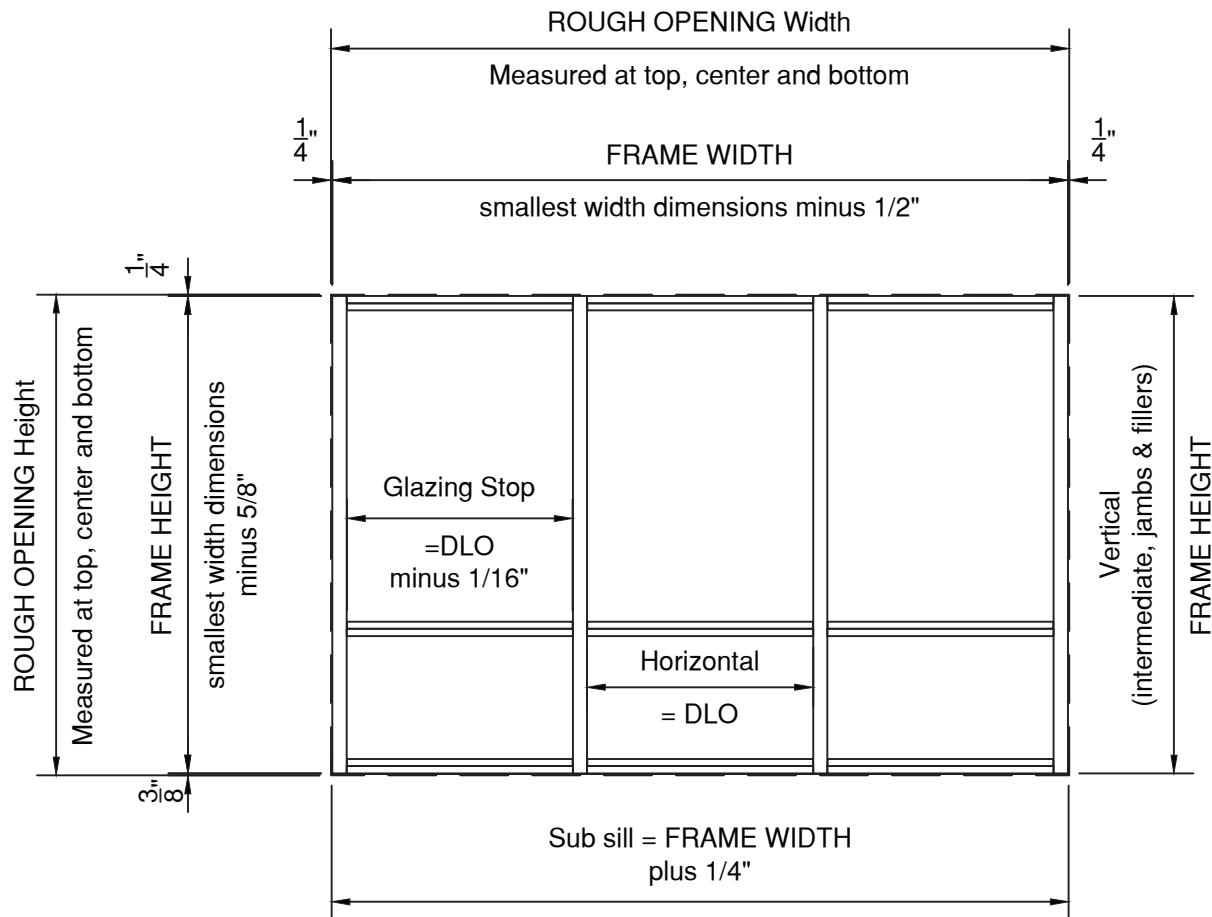 ROUGH OPENING Width
Measured at top, center and bottom
1/4"
1/4"
FRAME WIDTH
smallest width dimensions minus 1/2"
1/4"
ROUGH OPENING Height
Measured at top, center and bottom
FRAME HEIGHT
smallest width dimensions
minus 5/8"
Glazing Stop
=DLO
minus 1/16"
Horizontal
= DLO
Vertical
(intermediate, jambs & fillers)
FRAME HEIGHT
3/8"
Sub sill = FRAME WIDTH
plus 1/4"